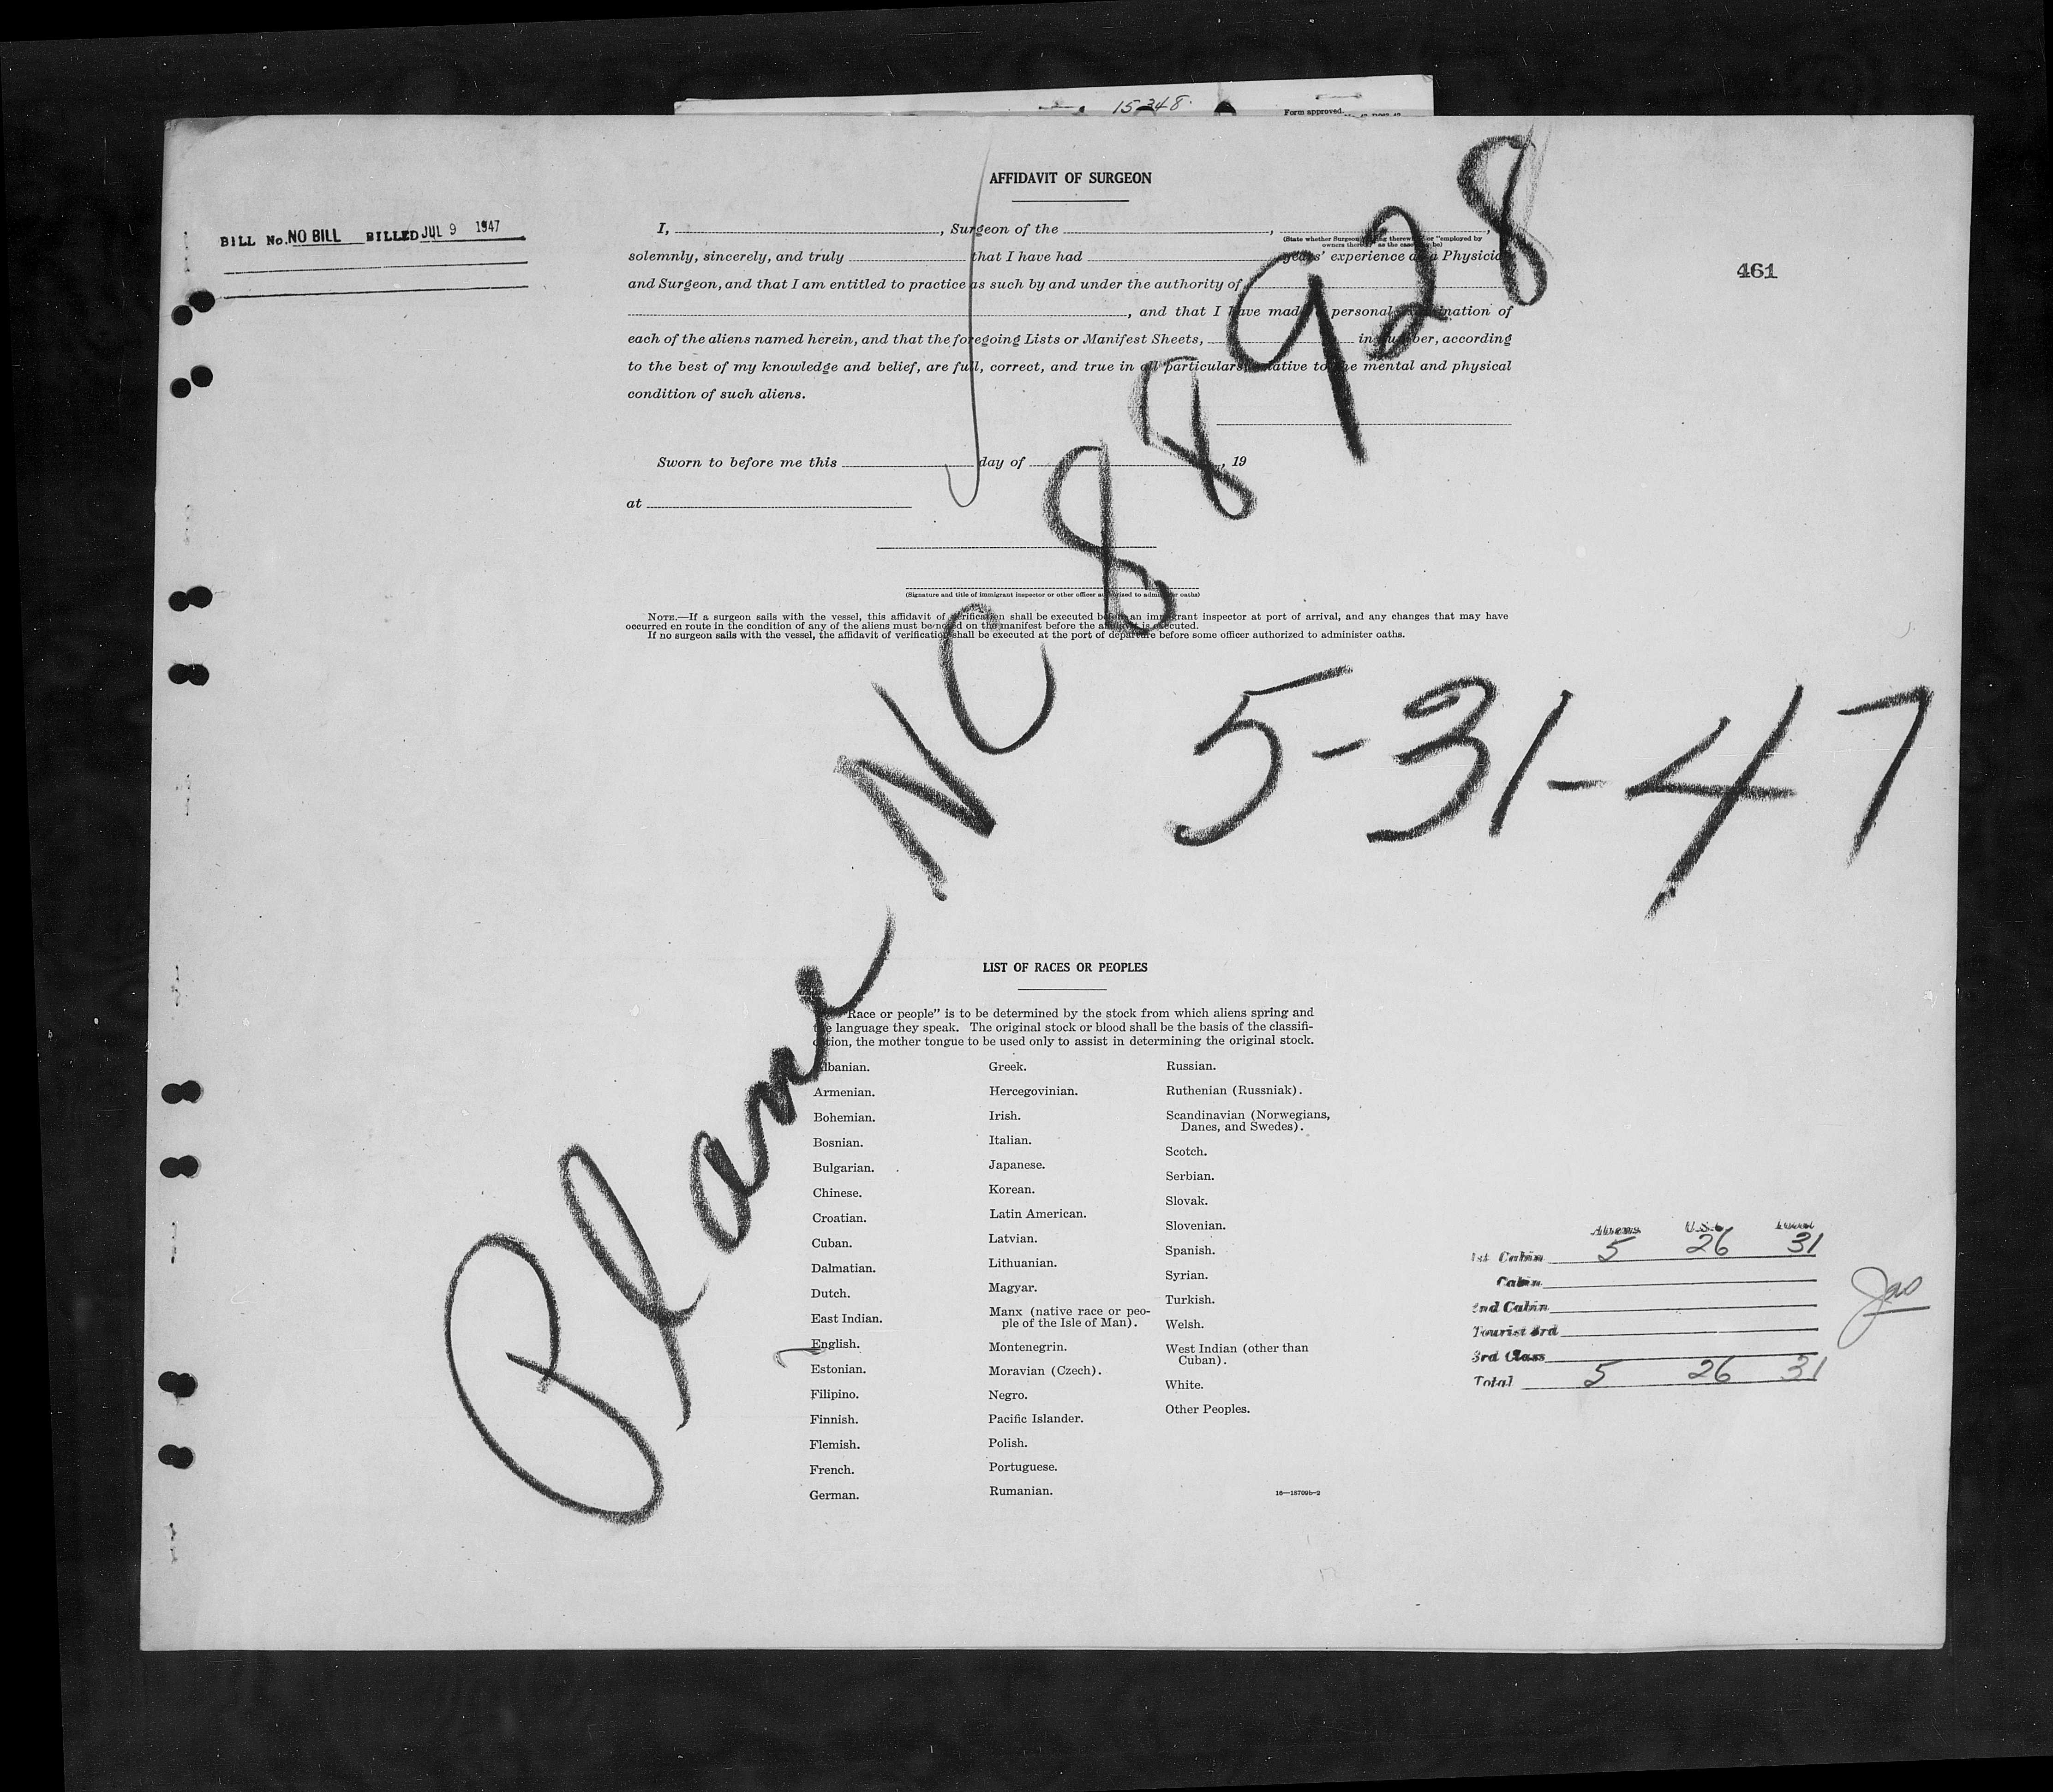 15348.
Form approved.
AFFIDAVIT OF SURGEON
BILL No. NO BILL BILLED JUL 9 1947
461
I, , Surgeon of the , ,
(State whether Surgeon therewith or "employed by
owners thereof" as the case may be)
solemnly, sincerely, and truly that I have had years' experience as a Physician
and Surgeon, and that I am entitled to practice as such by and under the authority of
, and that I have made a personal examination of
each of the aliens named herein, and that the foregoing Lists or Manifest Sheets, in number, according
to the best of my knowledge and belief, are full, correct, and true in all particulars relative to the mental and physical
condition of such aliens.
Sworn to before me this day of , 19
at
(Signature and title of immigrant inspector or other officer authorized to administer oaths)
NOTE.—If a surgeon sails with the vessel, this affidavit of verification shall be executed before an immigrant inspector at port of arrival, and any changes that may have
occurred en route in the condition of any of the aliens must be noted on the manifest before the affidavit is executed.
If no surgeon sails with the vessel, the affidavit of verification shall be executed at the port of departure before some officer authorized to administer oaths.
Plane NC 88928
5-31-47
LIST OF RACES OR PEOPLES
"Race or people" is to be determined by the stock from which aliens spring and
the language they speak. The original stock or blood shall be the basis of the classifi-
cation, the mother tongue to be used only to assist in determining the original stock.
Albanian.
Armenian.
Bohemian.
Bosnian.
Bulgarian.
Chinese.
Croatian.
Cuban.
Dalmatian.
Dutch.
East Indian.
English.
Estonian.
Filipino.
Finnish.
Flemish.
French.
German.
Greek.
Hercegovinian.
Irish.
Italian.
Japanese.
Korean.
Latin American.
Latvian.
Lithuanian.
Magyar.
Manx (native race or peo-
ple of the Isle of Man).
Montenegrin.
Moravian (Czech).
Negro.
Pacific Islander.
Polish.
Portuguese.
Rumanian.
Russian.
Ruthenian (Russniak).
Scandinavian (Norwegians,
Danes, and Swedes).
Scotch.
Serbian.
Slovak.
Slovenian.
Spanish.
Syrian.
Turkish.
Welsh.
West Indian (other than
Cuban).
White.
Other Peoples.
16—18709b-2
Aliens U.S.C. Total
1st Cabin 5 26 31
Cabin
2nd Cabin
Tourist 3rd
3rd Class
Total 5 26 31